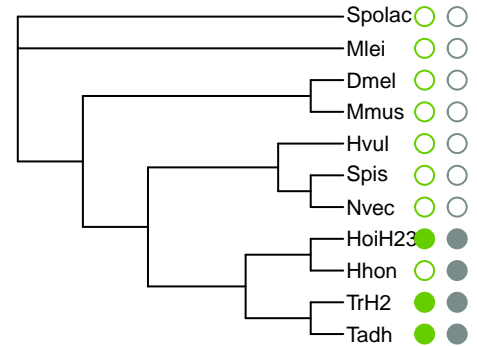 Spolac
Mlei
Dmel
Mmus
Hvul
Spis
Nvec
HoiH23
Hhon
TrH2
Tadh